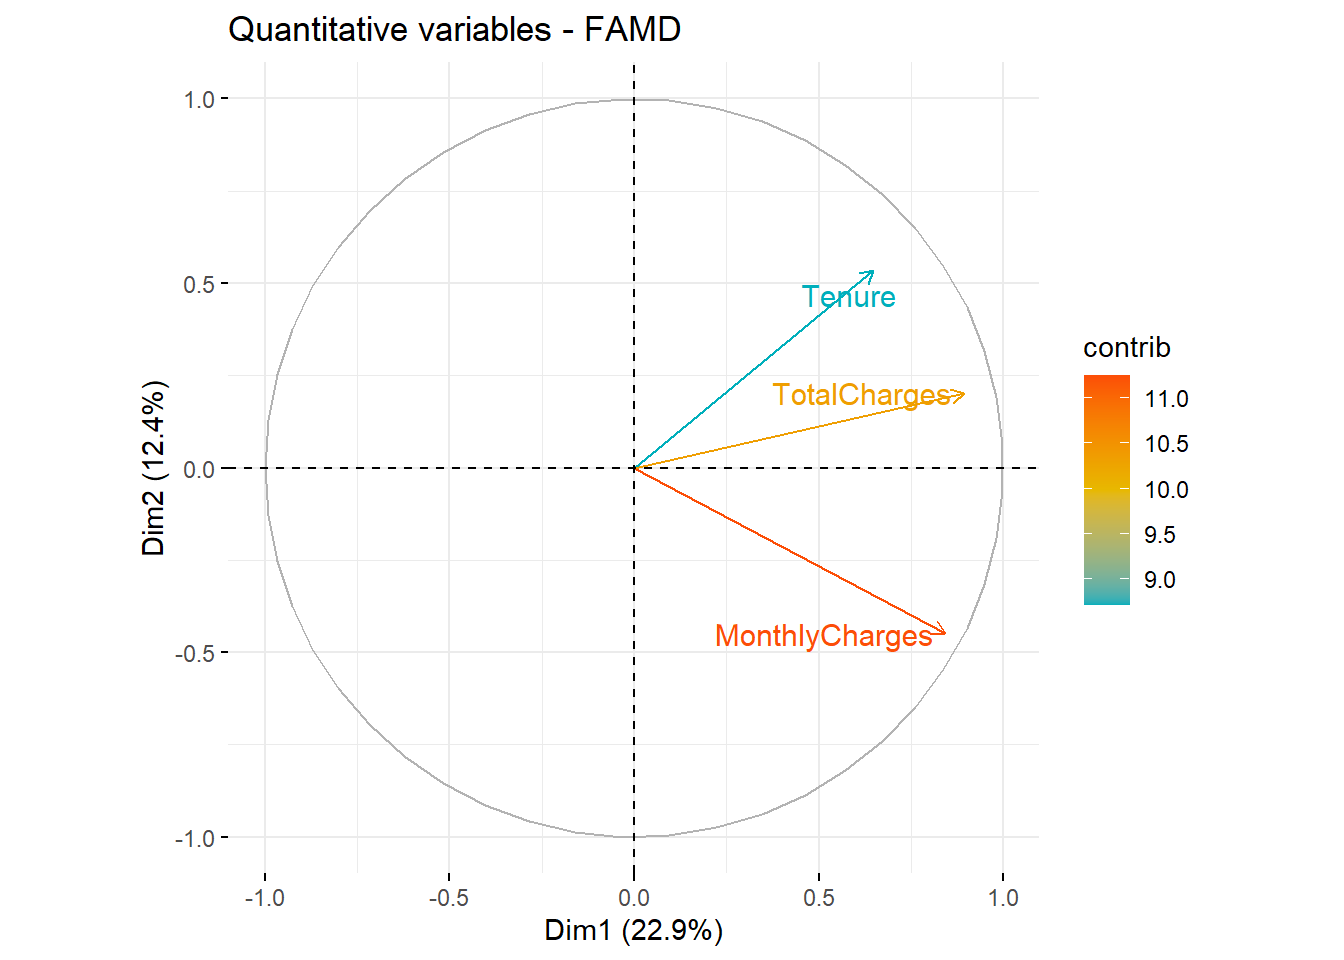 Quantitative variables - FAMD
1.0
0.5
0.0
-0.5
-1.0
Dim2 (12.4%)
Tenure
TotalCharges
MonthlyCharges
-1.0
-0.5
0.0
0.5
1.0
Dim1 (22.9%)
contrib
11.0
10.5
10.0
9.5
9.0